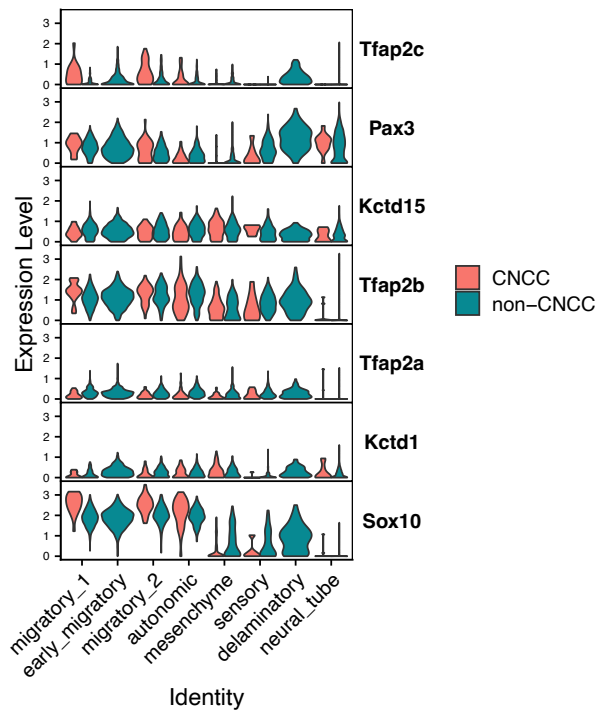 Expression Level
3
2
1
0
Tfap2c
3
2
1
0
Pax3
3
2
1
0
Kctd15
3
2
1
0
Tfap2b
3
2
1
0
Tfap2a
3
2
1
0
Kctd1
3
2
1
0
Sox10
CNCC
non−CNCC
migratory_1
early_migratory
migratory_2
autonomic
mesenchyme
sensory
delaminatory
neural_tube
Identity